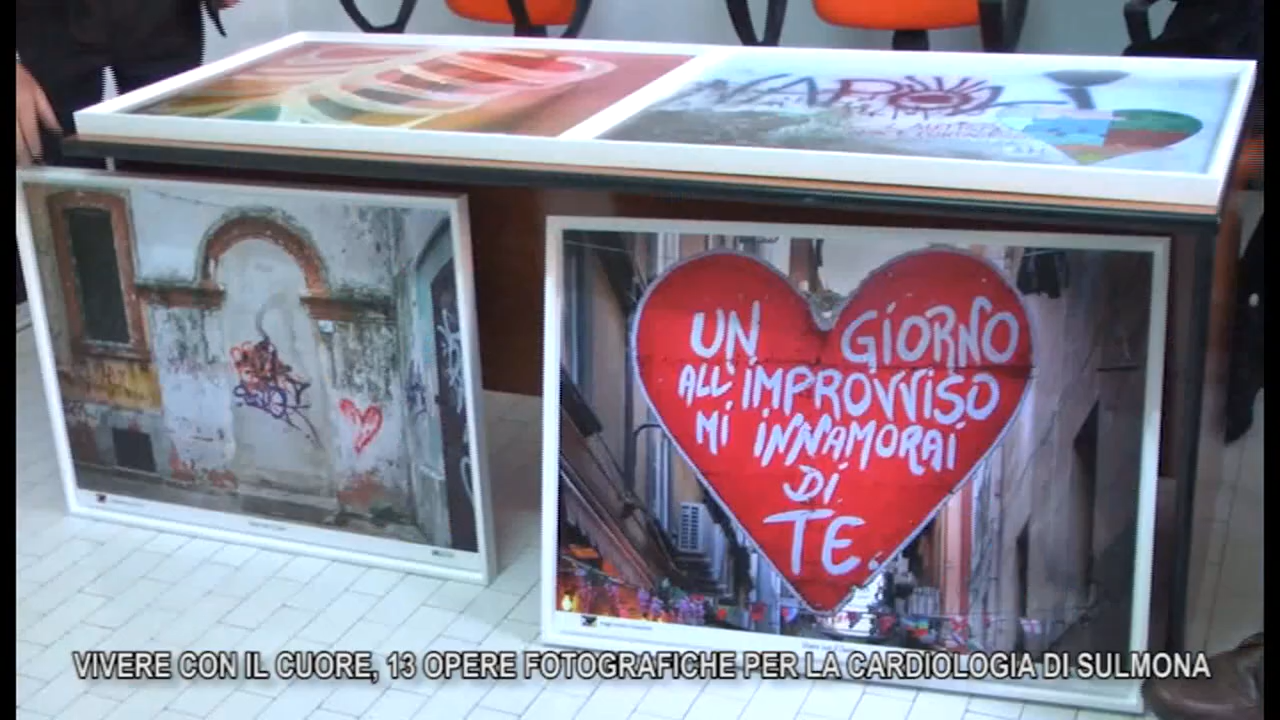 NAPOLI
UN GIORNO
ALL'IMPROVVISO
MI INNAMORAI
DI
TE.
VIVERE CON IL CUORE, 13 OPERE FOTOGRAFICHE PER LA CARDIOLOGIA DI SULMONA